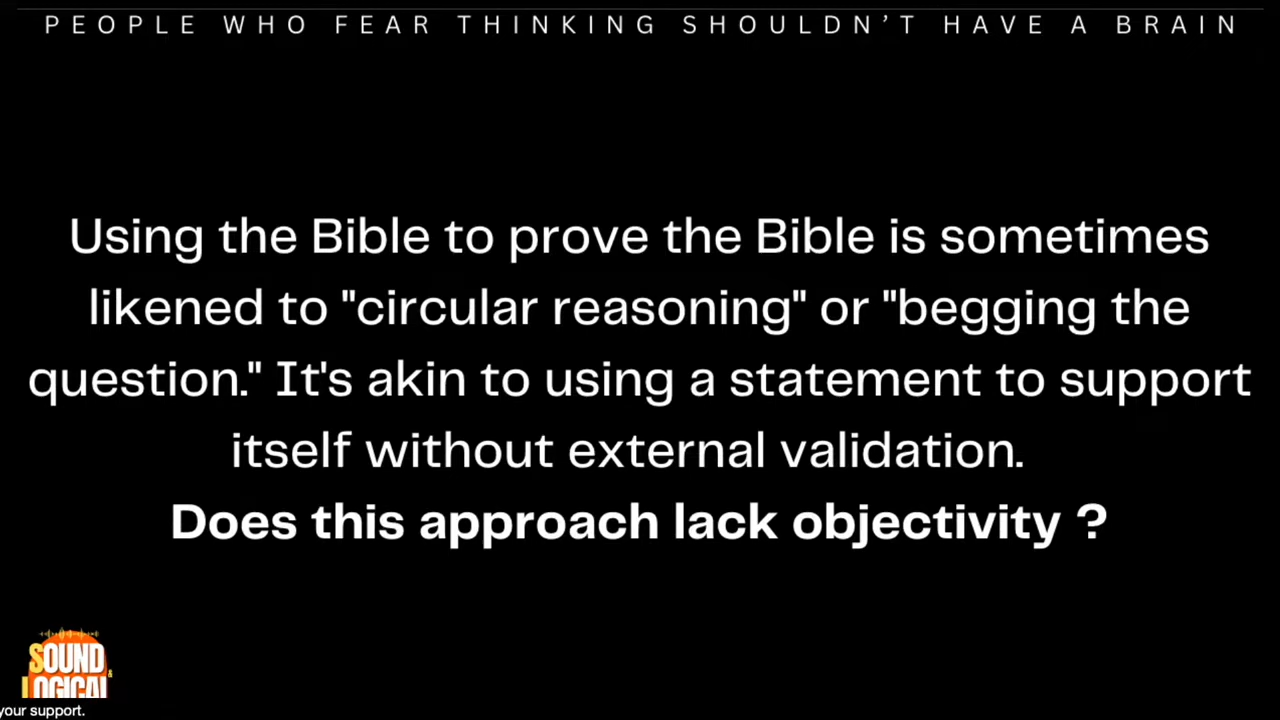 PEOPLE WHO FEAR THINKING SHOULDN’T HAVE A BRAIN
Using the Bible to prove the Bible is sometimes
likened to "circular reasoning" or "begging the
question." It's akin to using a statement to support
itself without external validation.
Does this approach lack objectivity ?
SOUND
&
LOGICAL
your support.